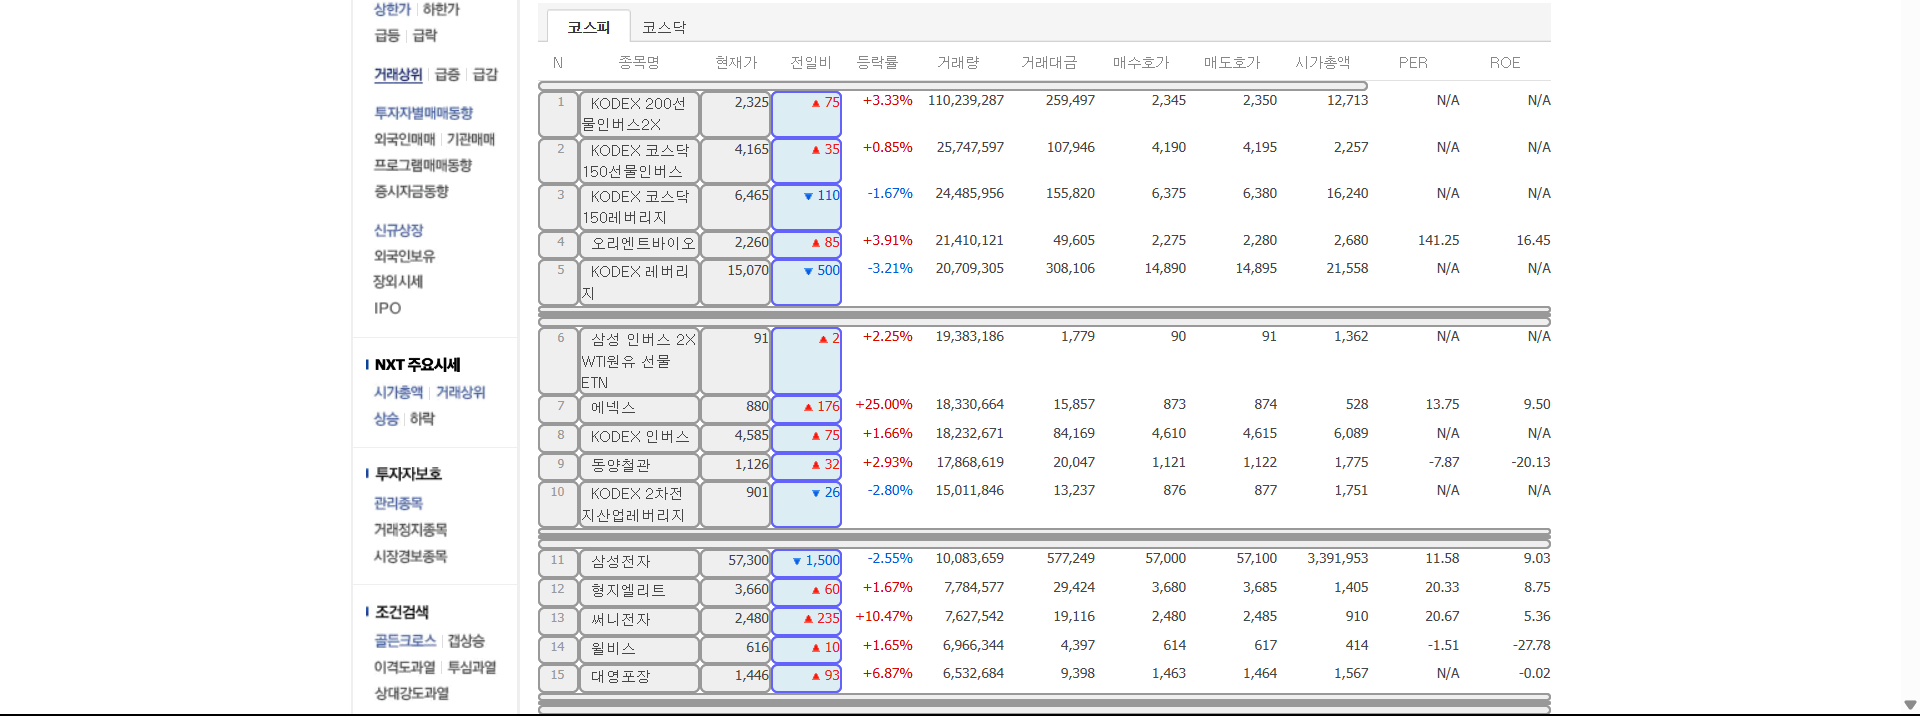 상한가 하한가
급등 급락
거래상위 급증 급감
투자자별매매동향
외국인매매 기관매매
프로그램매매동향
증시자금동향
신규상장
외국인보유
장외시세
IPO
NXT 주요시세
시가총액 거래상위
상승 하락
투자자보호
관리종목
거래정지종목
시장경보종목
조건검색
골든크로스 갭상승
이격도과열 투심과열
상대강도과열
코스피 코스닥
N 종목명 현재가 전일비 등락률 거래량 거래대금 매수호가 매도호가 시가총액 PER ROE
1 KODEX 200선 2,325 ▲ 75 +3.33% 110,239,287 259,497 2,345 2,350 12,713 N/A N/A
물인버스2X
2 KODEX 코스닥 4,165 ▲ 35 +0.85% 25,747,597 107,946 4,190 4,195 2,257 N/A N/A
150선물인버스
3 KODEX 코스닥 6,465 ▼ 110 -1.67% 24,485,956 155,820 6,375 6,380 16,240 N/A N/A
150레버리지
4 오리엔트바이오 2,260 ▲ 85 +3.91% 21,410,121 49,605 2,275 2,280 2,680 141.25 16.45
5 KODEX 레버리 15,070 ▼ 500 -3.21% 20,709,305 308,106 14,890 14,895 21,558 N/A N/A
지
6 삼성 인버스 2X 91 ▲ 2 +2.25% 19,383,186 1,779 90 91 1,362 N/A N/A
WTI원유 선물
ETN
7 에넥스 880 ▲ 176 +25.00% 18,330,664 15,857 873 874 528 13.75 9.50
8 KODEX 인버스 4,585 ▲ 75 +1.66% 18,232,671 84,169 4,610 4,615 6,089 N/A N/A
9 동양철관 1,126 ▲ 32 +2.93% 17,868,619 20,047 1,121 1,122 1,775 -7.87 -20.13
10 KODEX 2차전 901 ▼ 26 -2.80% 15,011,846 13,237 876 877 1,751 N/A N/A
지산업레버리지
11 삼성전자 57,300 ▼ 1,500 -2.55% 10,083,659 577,249 57,000 57,100 3,391,953 11.58 9.03
12 형지엘리트 3,660 ▲ 60 +1.67% 7,784,577 29,424 3,680 3,685 1,405 20.33 8.75
13 써니전자 2,480 ▲ 235 +10.47% 7,627,542 19,116 2,480 2,485 910 20.67 5.36
14 윌비스 616 ▲ 10 +1.65% 6,966,344 4,397 614 617 414 -1.51 -27.78
15 대영포장 1,446 ▲ 93 +6.87% 6,532,684 9,398 1,463 1,464 1,567 N/A -0.02